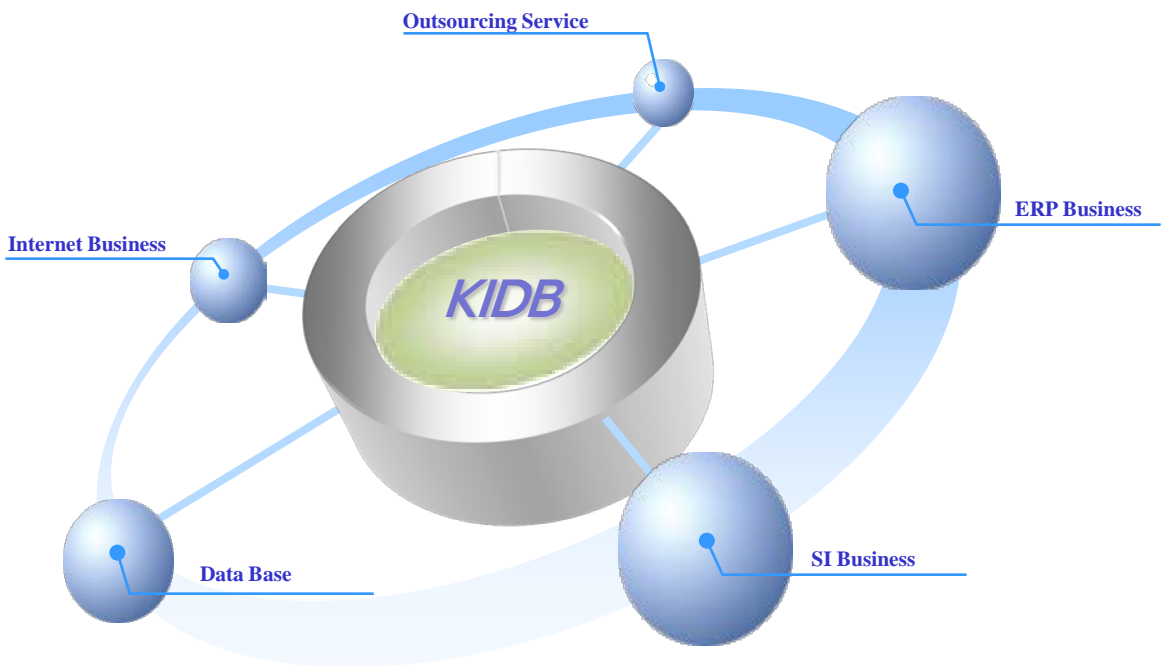 Outsourcing Service
ERP Business
Internet Business
KIDB
SI Business
Data Base